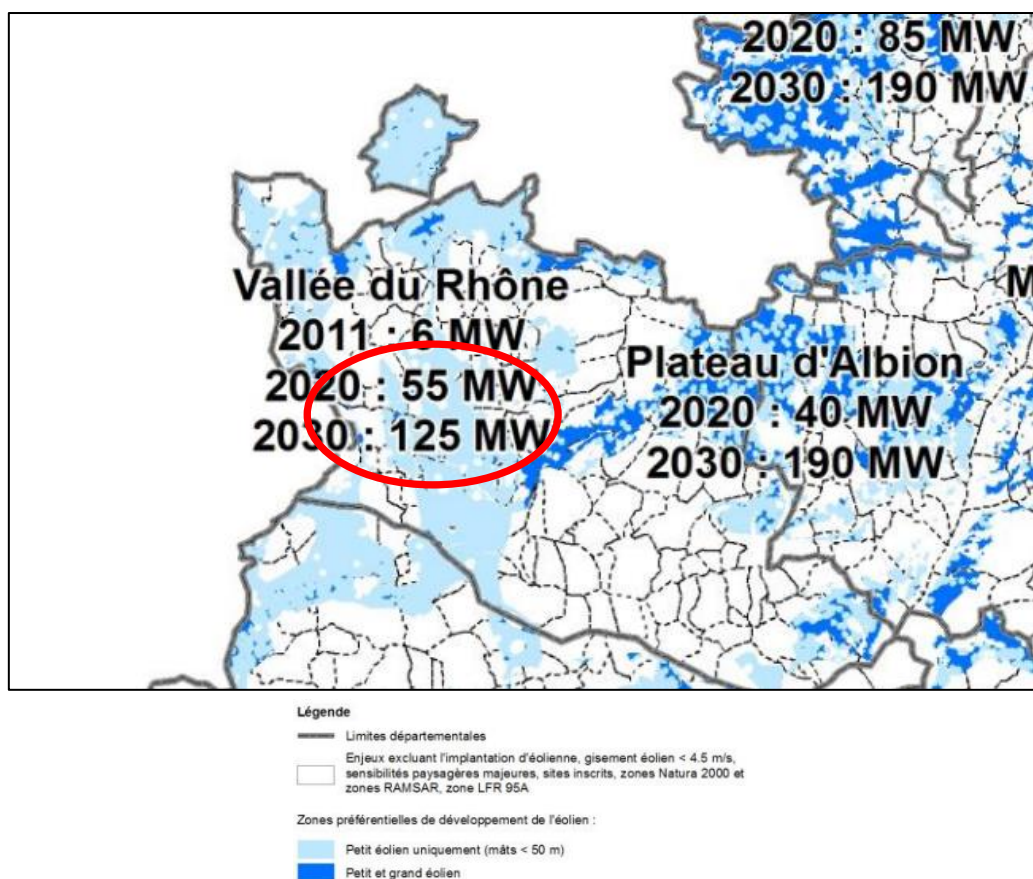 2020 : 85 MW
2030 : 190 MW
Vallée du Rhône
2011 : 6 MW
2020 : 55 MW
2030 : 125 MW
M
Plateau d'Albion
2020 : 40 MW
2030 : 190 MW
Légende
Limites départementales
Enjeux excluant l'implantation d'éolienne, gisement éolien < 4.5 m/s,
sensibilités paysagères majeures, sites inscrits, zones Natura 2000 et
zones RAMSAR, zone LFR 95A
Zones préférentielles de développement de l'éolien :
Petit éolien uniquement (mâts < 50 m)
Petit et grand éolien